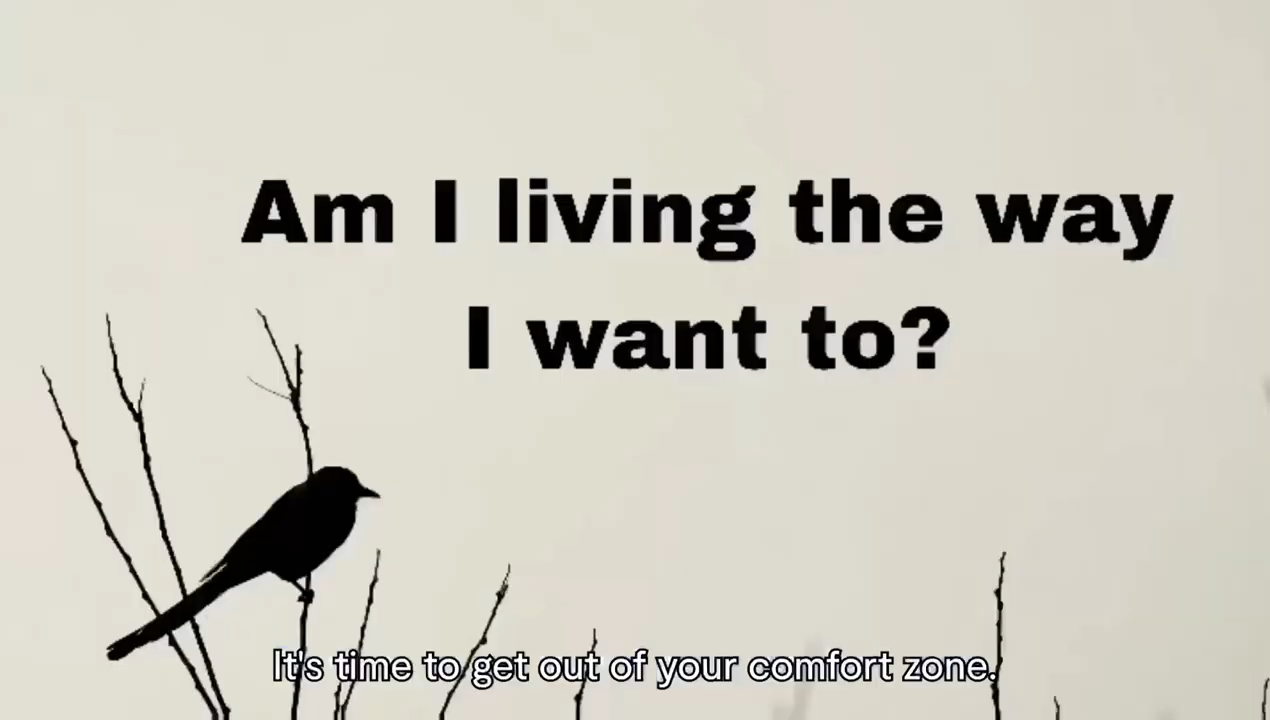 Am I living the way
I want to?
It's time to get out of your comfort zone.